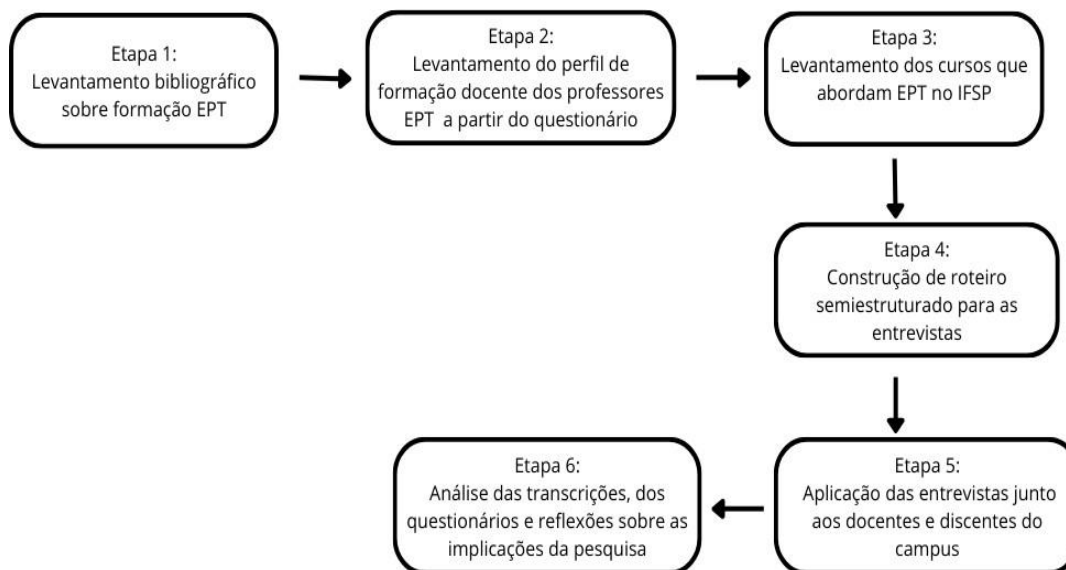 Etapa 1:
Levantamento bibliográfico
sobre formação EPT
Etapa 2:
Levantamento do perfil de
formação docente dos professores
EPT a partir do questionário
Etapa 3:
Levantamento dos cursos que
abordam EPT no IFSP
Etapa 4:
Construção de roteiro
semiestruturado para as
entrevistas
Etapa 5:
Aplicação das entrevistas junto
aos docentes e discentes do
campus
Etapa 6:
Análise das transcrições, dos
questionários e reflexões sobre as
implicações da pesquisa